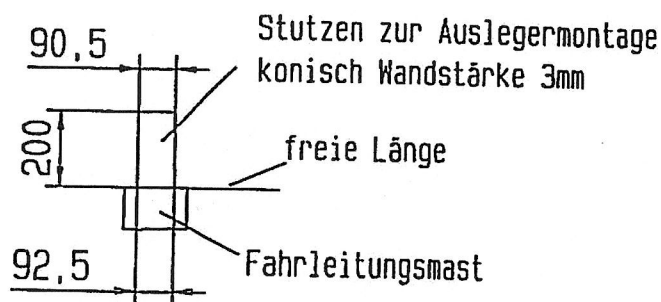 90,5
Stutzen zur Auslegermontage
konisch Wandstärke 3mm
200
freie Länge
92,5
Fahrleitungsmast